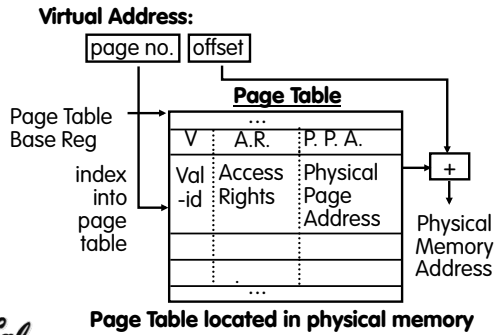 Virtual Address:
page no. offset
Page Table
...
Page Table
Base Reg
V A.R. P. P. A.
index
into
page
table
Val
-id
Access
Rights
Physical
Page
Address
+
Physical
Memory
Address
...
Page Table located in physical memory